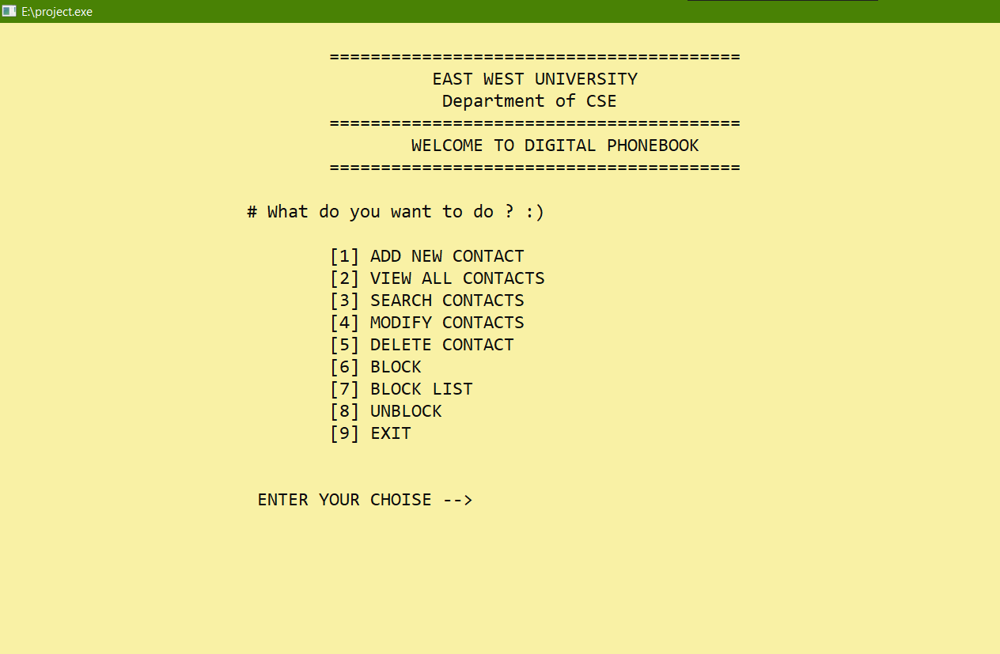 E:\project.exe
========================================
EAST WEST UNIVERSITY
Department of CSE
========================================
WELCOME TO DIGITAL PHONEBOOK
========================================
# What do you want to do ? :)
[1] ADD NEW CONTACT
[2] VIEW ALL CONTACTS
[3] SEARCH CONTACTS
[4] MODIFY CONTACTS
[5] DELETE CONTACT
[6] BLOCK
[7] BLOCK LIST
[8] UNBLOCK
[9] EXIT
ENTER YOUR CHOISE -->